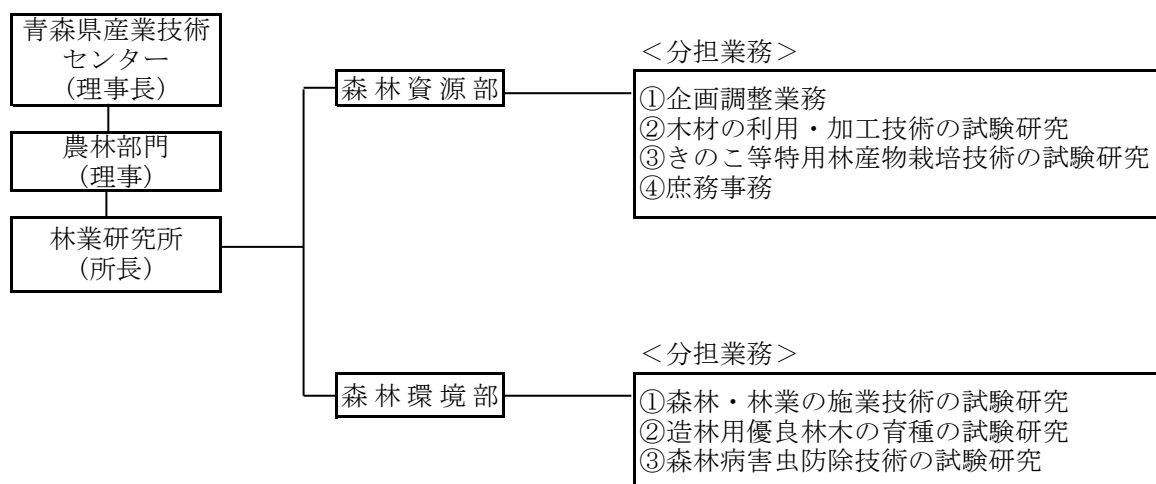 青森県産業技術
センター
(理事長)
農林部門
(理事)
林業研究所
(所長)
森林資源部
＜分担業務＞
①企画調整業務
②木材の利用・加工技術の試験研究
③きのこ等特用林産物栽培技術の試験研究
④庶務事務
森林環境部
＜分担業務＞
①森林・林業の施業技術の試験研究
②造林用優良林木の育種の試験研究
③森林病害虫防除技術の試験研究